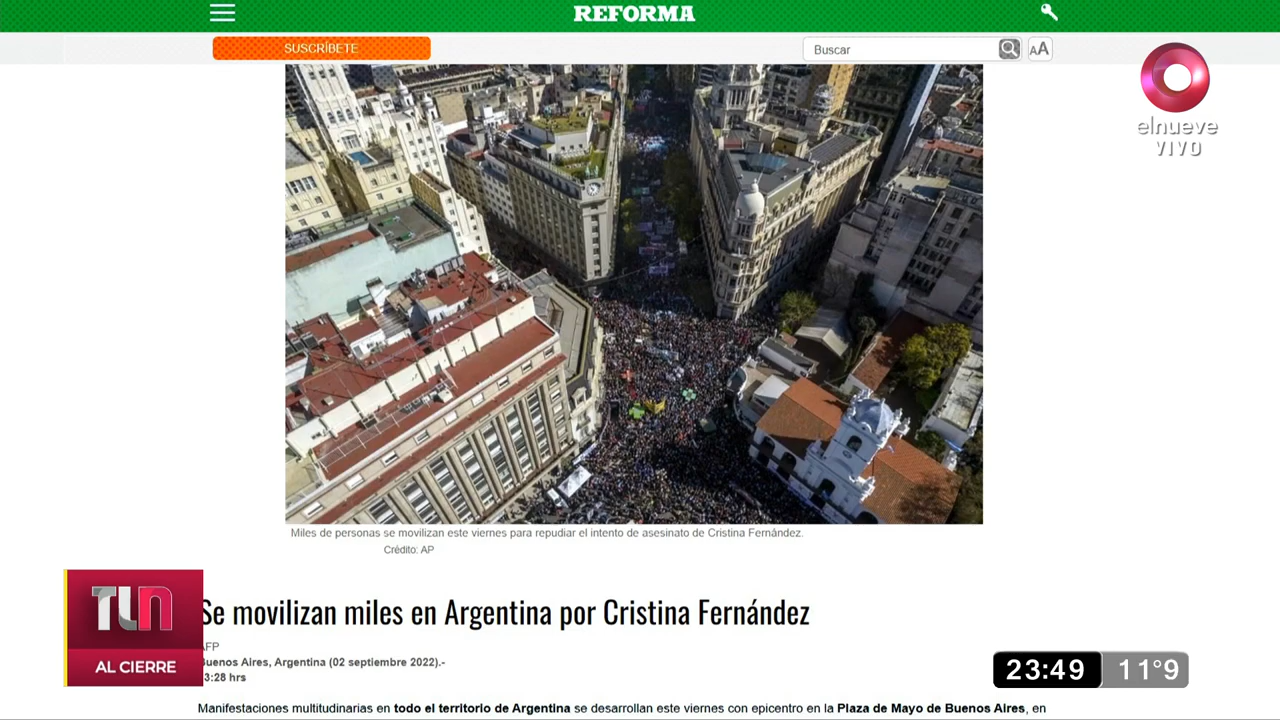 REFORMA
SUSCRÍBETE
Buscar
AA
elnueve
VIVO
Miles de personas se movilizan este viernes para repudiar el intento de asesinato de Cristina Fernández.
Crédito: AP
TLN
AL CIERRE
Se movilizan miles en Argentina por Cristina Fernández
AFP
Buenos Aires, Argentina (02 septiembre 2022).-
3:28 hrs
23:49 11°9
Manifestaciones multitudinarias en todo el territorio de Argentina se desarrollan este viernes con epicentro en la Plaza de Mayo de Buenos Aires, en